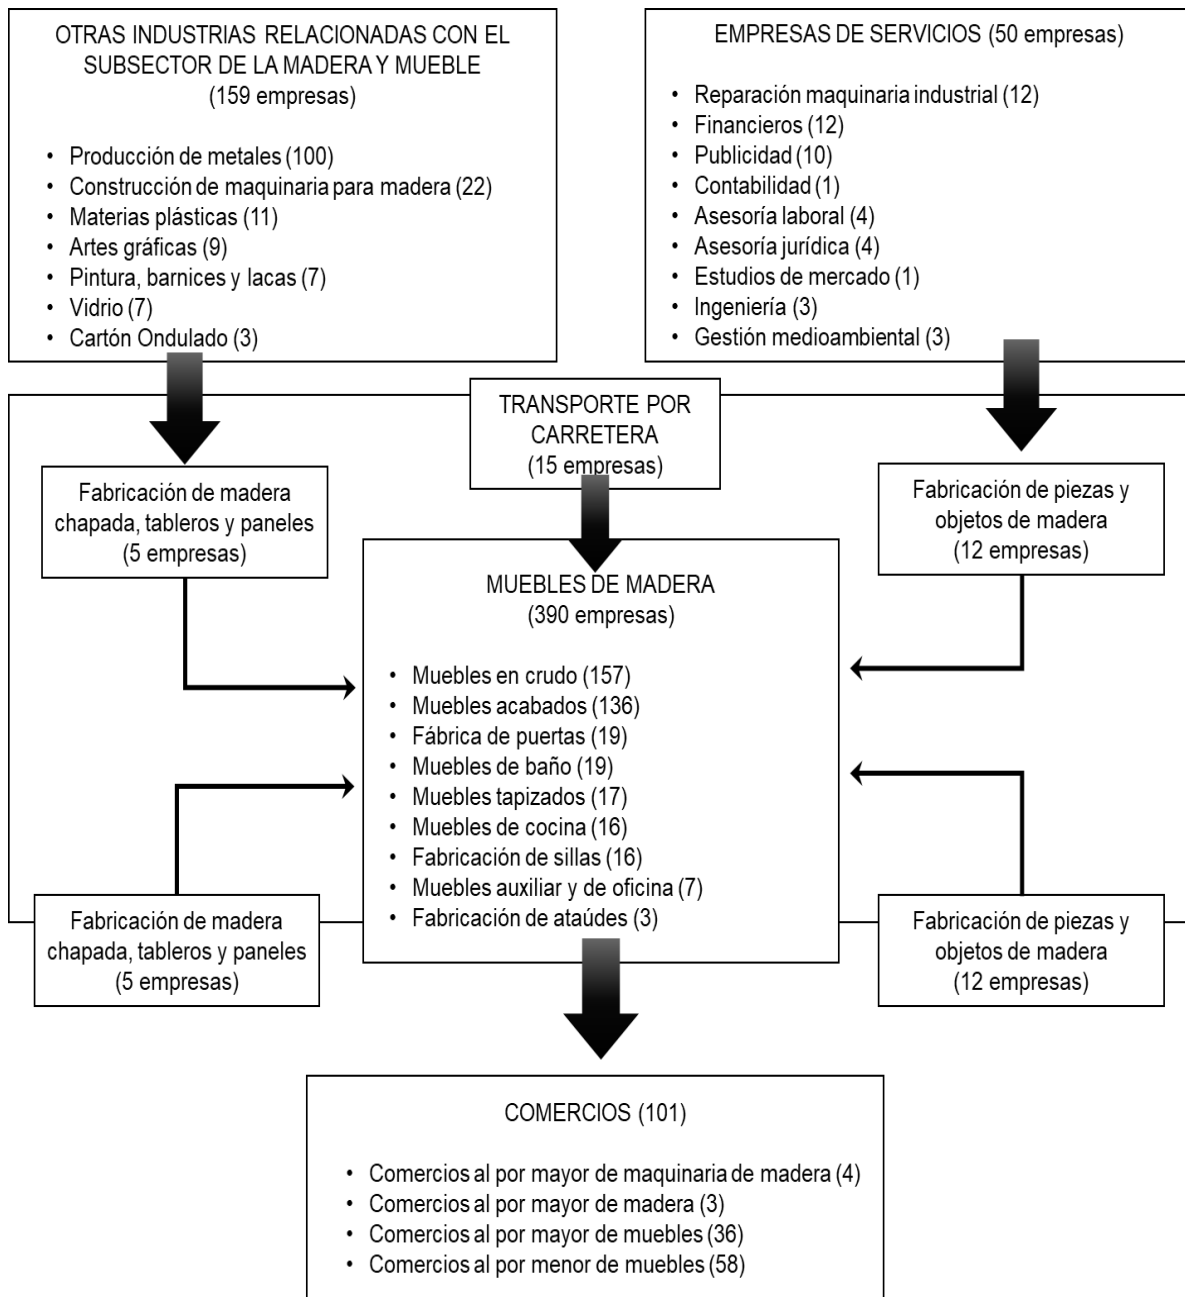 OTRAS INDUSTRIAS RELACIONADAS CON EL
SUBSECTOR DE LA MADERA Y MUEBLE
(159 empresas)
• Producción de metales (100)
• Construcción de maquinaria para madera (22)
• Materias plásticas (11)
• Artes gráficas (9)
• Pintura, barnices y lacas (7)
• Vidrio (7)
• Cartón Ondulado (3)
EMPRESAS DE SERVICIOS (50 empresas)
• Reparación maquinaria industrial (12)
• Financieros (12)
• Publicidad (10)
• Contabilidad (1)
• Asesoría laboral (4)
• Asesoría jurídica (4)
• Estudios de mercado (1)
• Ingeniería (3)
• Gestión medioambiental (3)
TRANSPORTE POR
CARRETERA
(15 empresas)
Fabricación de madera
chapada, tableros y paneles
(5 empresas)
Fabricación de piezas y
objetos de madera
(12 empresas)
MUEBLES DE MADERA
(390 empresas)
• Muebles en crudo (157)
• Muebles acabados (136)
• Fábrica de puertas (19)
• Muebles de baño (19)
• Muebles tapizados (17)
• Muebles de cocina (16)
• Fabricación de sillas (16)
• Muebles auxiliar y de oficina (7)
• Fabricación de ataúdes (3)
Fabricación de madera
chapada, tableros y paneles
(5 empresas)
Fabricación de piezas y
objetos de madera
(12 empresas)
COMERCIOS (101)
• Comercios al por mayor de maquinaria de madera (4)
• Comercios al por mayor de madera (3)
• Comercios al por mayor de muebles (36)
• Comercios al por menor de muebles (58)